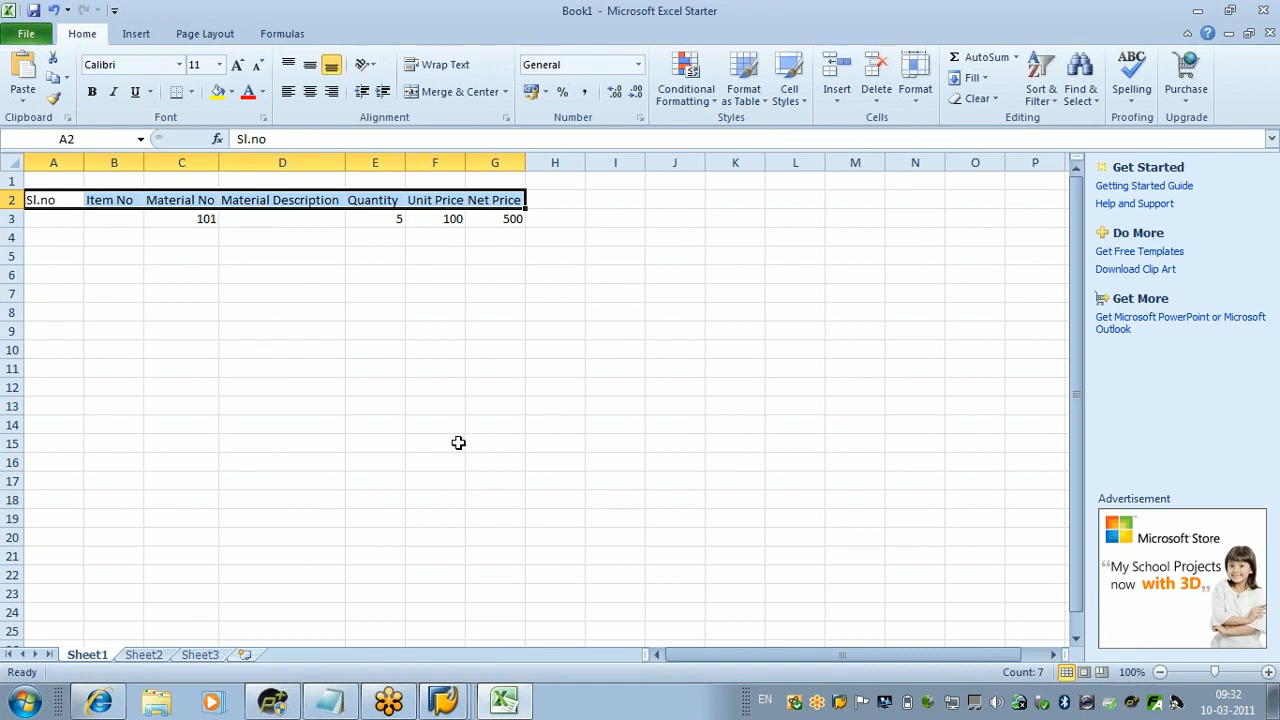 Book1 - Microsoft Excel Starter
File Home Insert Page Layout Formulas
Paste
Clipboard
Calibri 11
B I U
Font
Wrap Text
Merge & Center
Alignment
General
%
Number
Conditional Formatting
Format as Table
Cell Styles
Styles
Insert Delete Format
Cells
AutoSum
Fill
Clear
Sort & Filter
Find & Select
Editing
ABC
Spelling
Proofing
Purchase
Upgrade
A2 fx Sl.no
A B C D E F G H I J K L M N O P
1
2 Sl.no Item No Material No Material Description Quantity Unit Price Net Price
3 101 5 100 500
4
5
6
7
8
9
10
11
12
13
14
15
16
17
18
19
20
21
22
23
24
25
Get Started
Getting Started Guide
Help and Support
Do More
Get Free Templates
Download Clip Art
Get More
Get Microsoft PowerPoint or Microsoft
Outlook
Advertisement
Microsoft Store
“My School Projects
now with 3D„
Sheet1 Sheet2 Sheet3
Ready Count: 7 100%
EN 09:32
10-03-2011